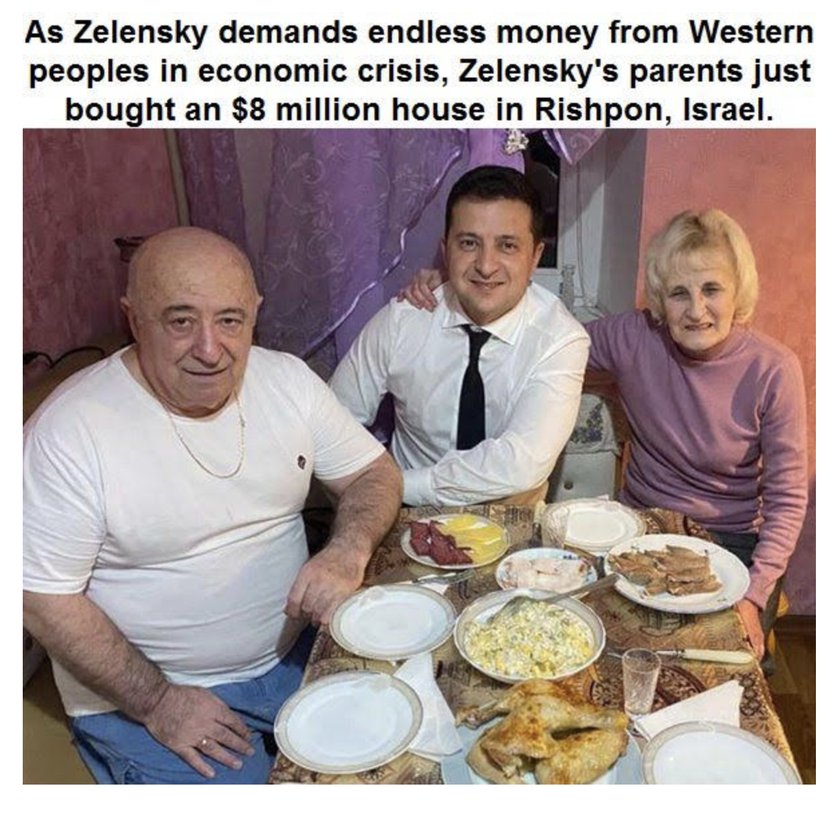 As Zelensky demands endless money from Western
peoples in economic crisis, Zelensky's parents just
bought an $8 million house in Rishpon, Israel.